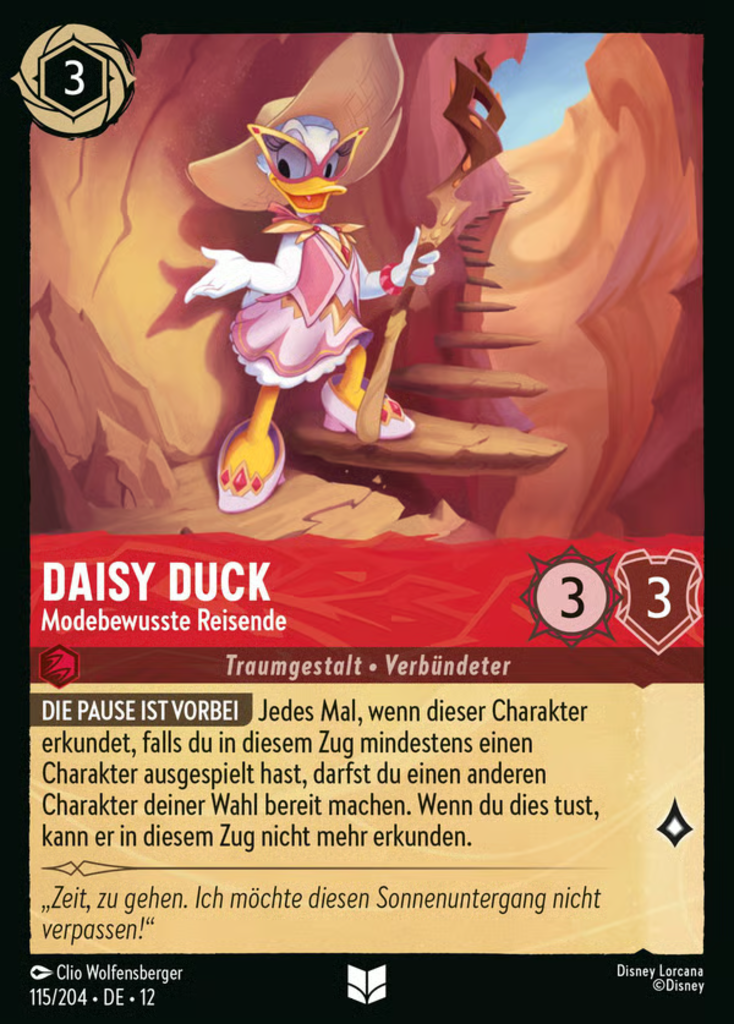 3
DAISY DUCK
Modebewusste Reisende
3
3
Traumgestalt • Verbündeter
DIE PAUSE IST VORBEI Jedes Mal, wenn dieser Charakter
erkundet, falls du in diesem Zug mindestens einen
Charakter ausgespielt hast, darfst du einen anderen
Charakter deiner Wahl bereit machen. Wenn du dies tust,
kann er in diesem Zug nicht mehr erkunden.
„Zeit, zu gehen. Ich möchte diesen Sonnenuntergang nicht
verpassen!“
Clio Wolfensberger
115/204 • DE • 12
Disney Lorcana
©Disney